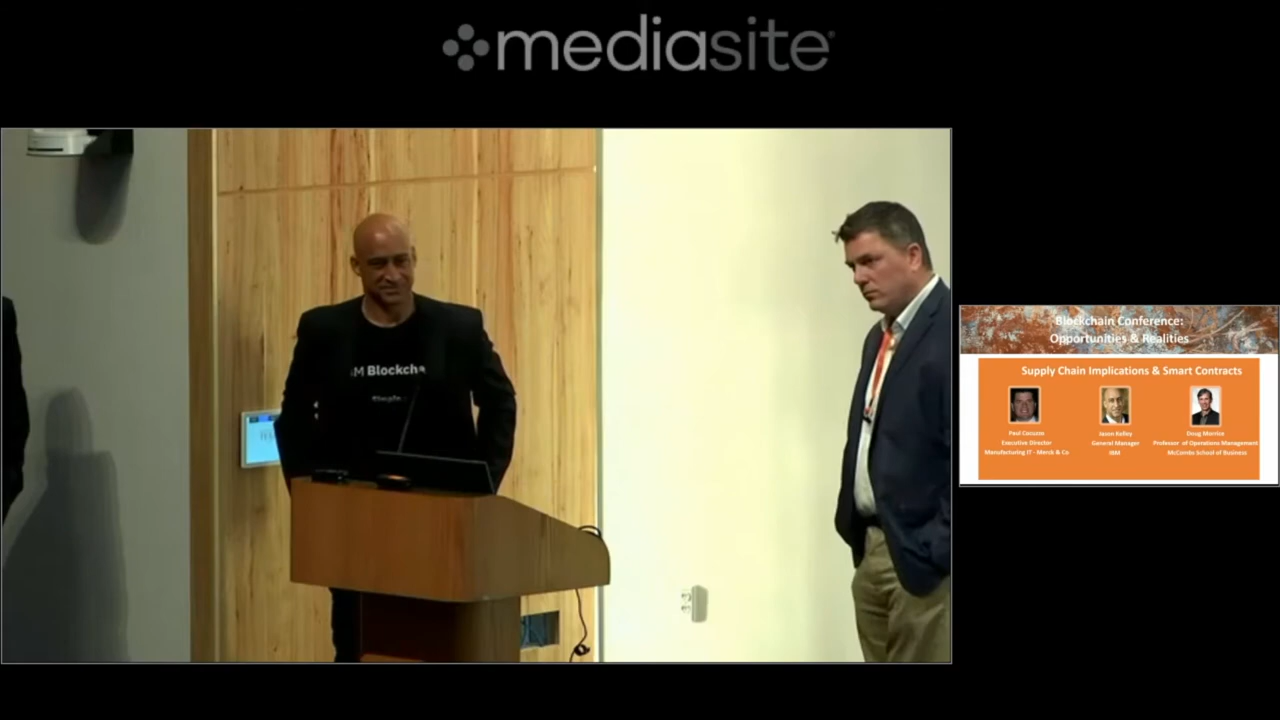 mediasite
M Blockcha
Blockchain Conference:
Opportunities & Realities
Supply Chain Implications & Smart Contracts
Paul Cassano
Executive Director
Manufacturing IT - Merck & Co
Jason Kelley
General Manager
IBM
Doug Morrice
Professor of Operations Management
McCombs School of Business